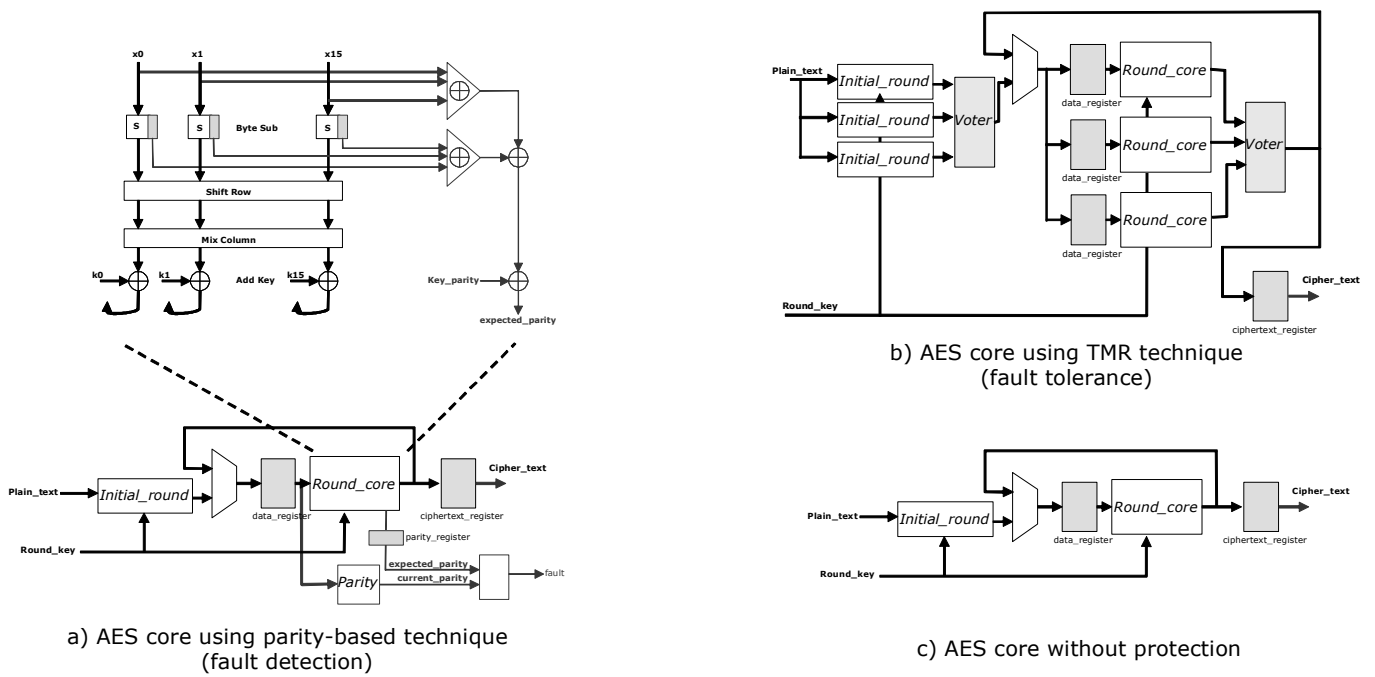 x0 x1 x15
S S S
Byte Sub
Shift Row
Mix Column
k0 k1 Add Key k15
Key_parity
expected_parity
Plain_text
Initial_round
data_register
Round_core
ciphertext_register
Cipher_text
Round_key
parity_register
expected_parity
current_parity
Parity
fault
a) AES core using parity-based technique
(fault detection)
Plain_text
Initial_round
Initial_round
Initial_round
Voter
data_register
Round_core
data_register
Round_core
data_register
Round_core
Voter
Round_key
Cipher_text
ciphertext_register
b) AES core using TMR technique
(fault tolerance)
Plain_text
Initial_round
data_register
Round_core
Cipher_text
ciphertext_register
Round_key
c) AES core without protection